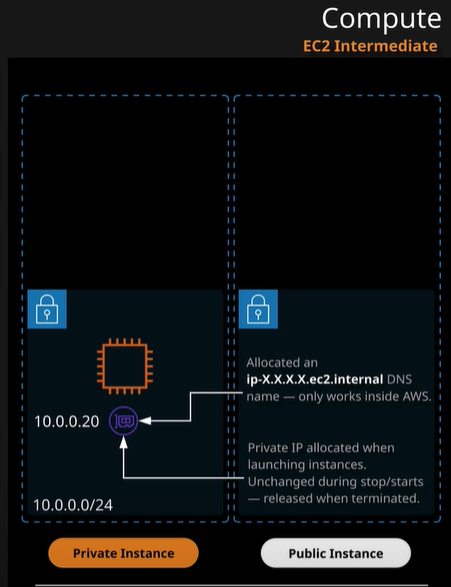 Compute
EC2 Intermediate
Allocated an
ip-X.X.X.X.ec2.internal DNS
name — only works inside AWS.
10.0.0.20
Private IP allocated when
launching instances.
Unchanged during stop/starts
— released when terminated.
10.0.0.0/24
Private Instance
Public Instance